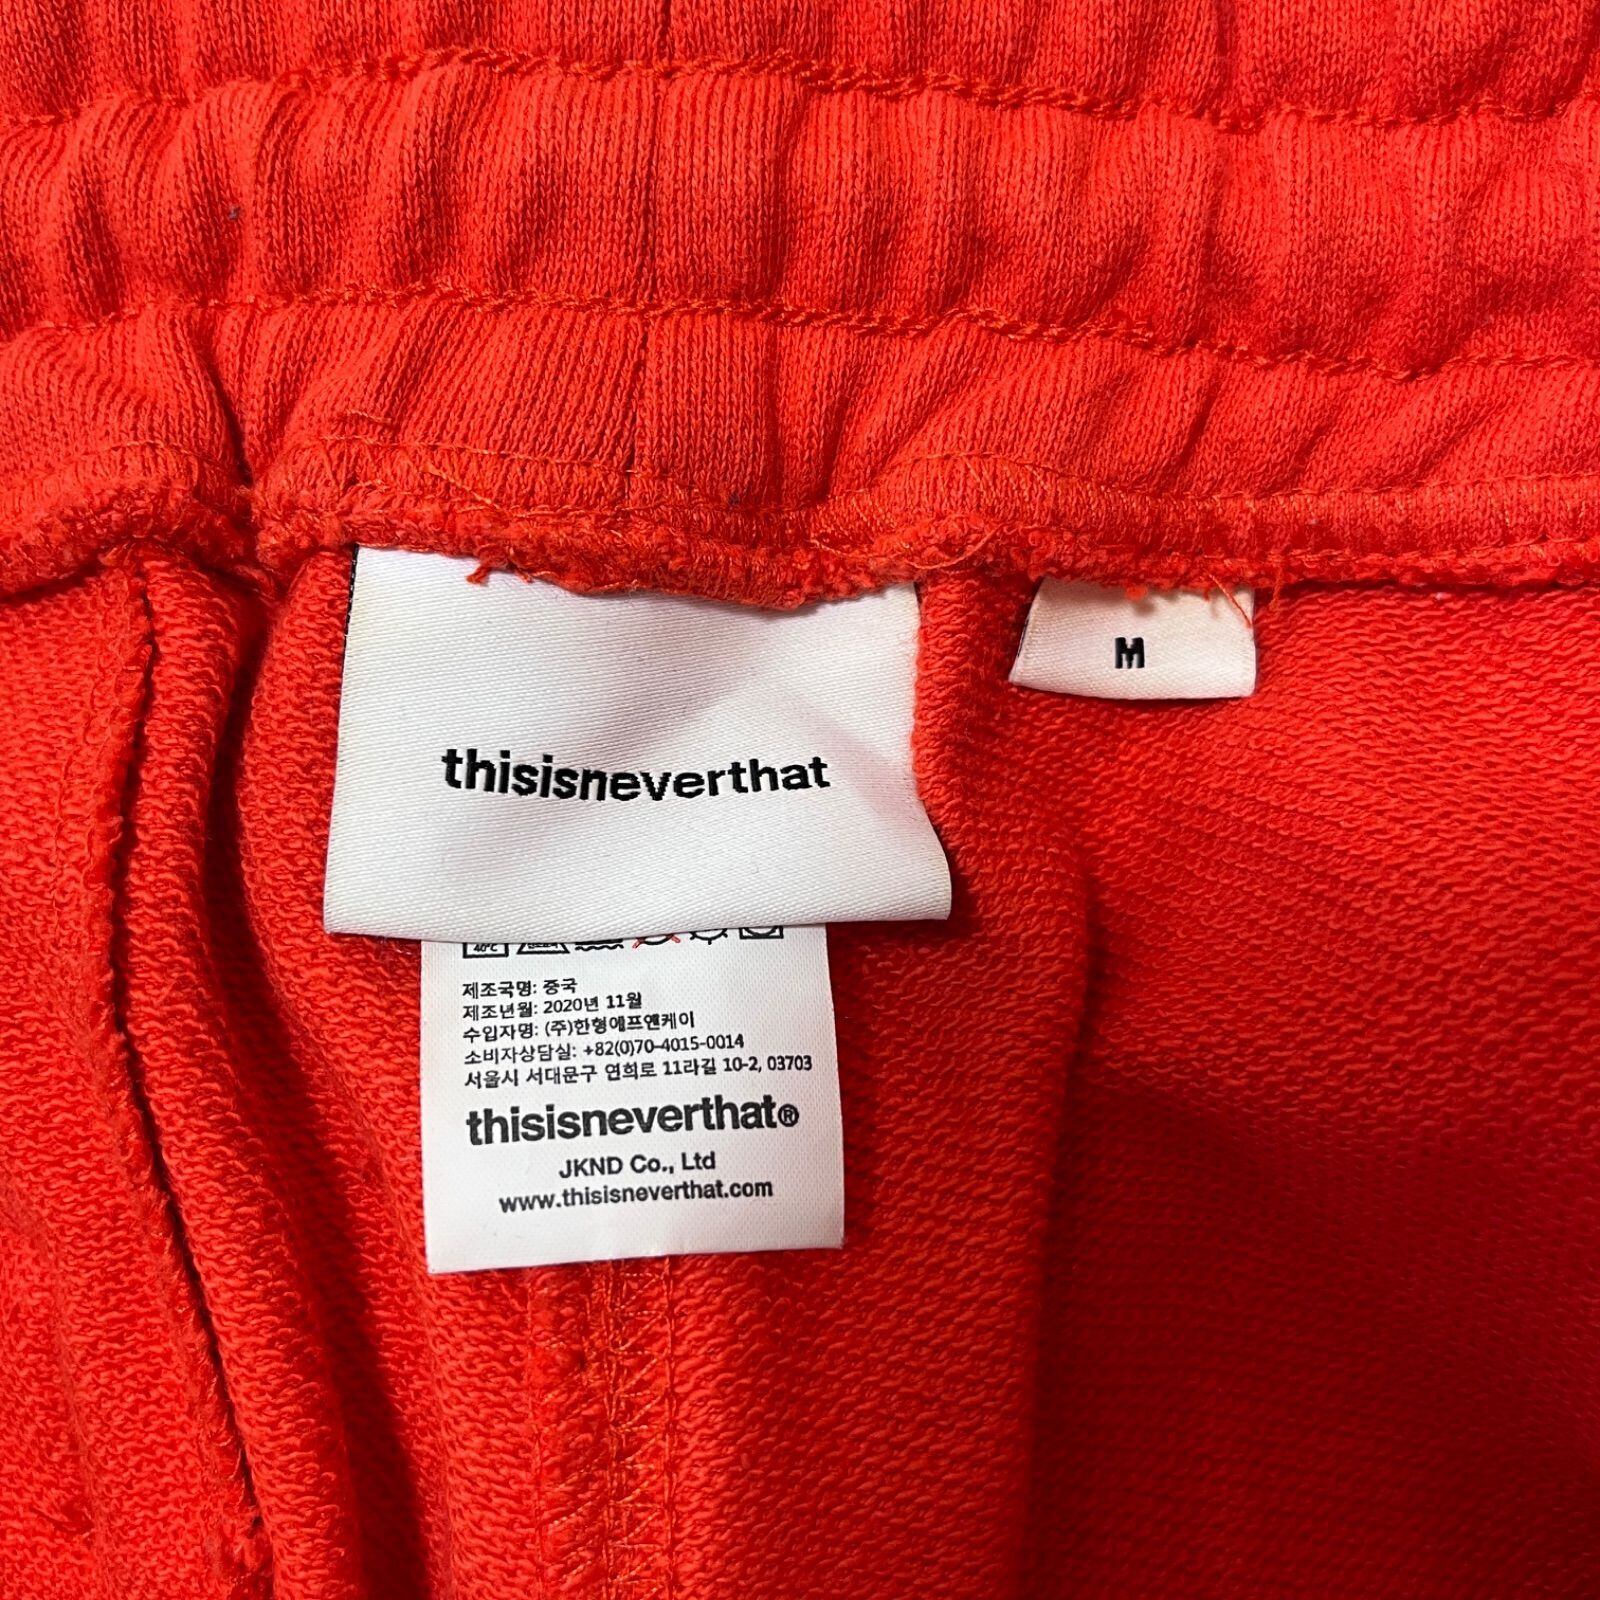 thisisneverthat
M
40℃
제조국명: 중국
제조년월: 2020년 11월
수입자명: (주)한형에프앤케이
소비자상담실: +82(0)70-4015-0014
서울시 서대문구 연희로 11라길 10-2, 03703
thisisneverthat®
JKND Co., Ltd
www.thisisneverthat.com